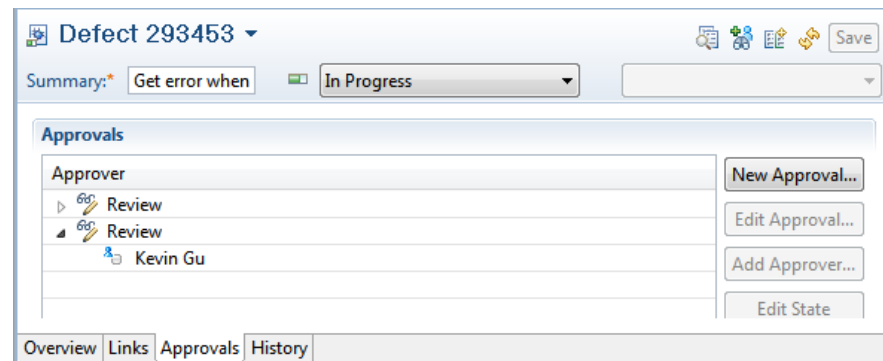 Defect 293453
Save
Summary:* Get error when In Progress
Approvals
Approver
New Approval...
Review
Edit Approval...
Review
Kevin Gu
Add Approver...
Edit State
Overview Links Approvals History